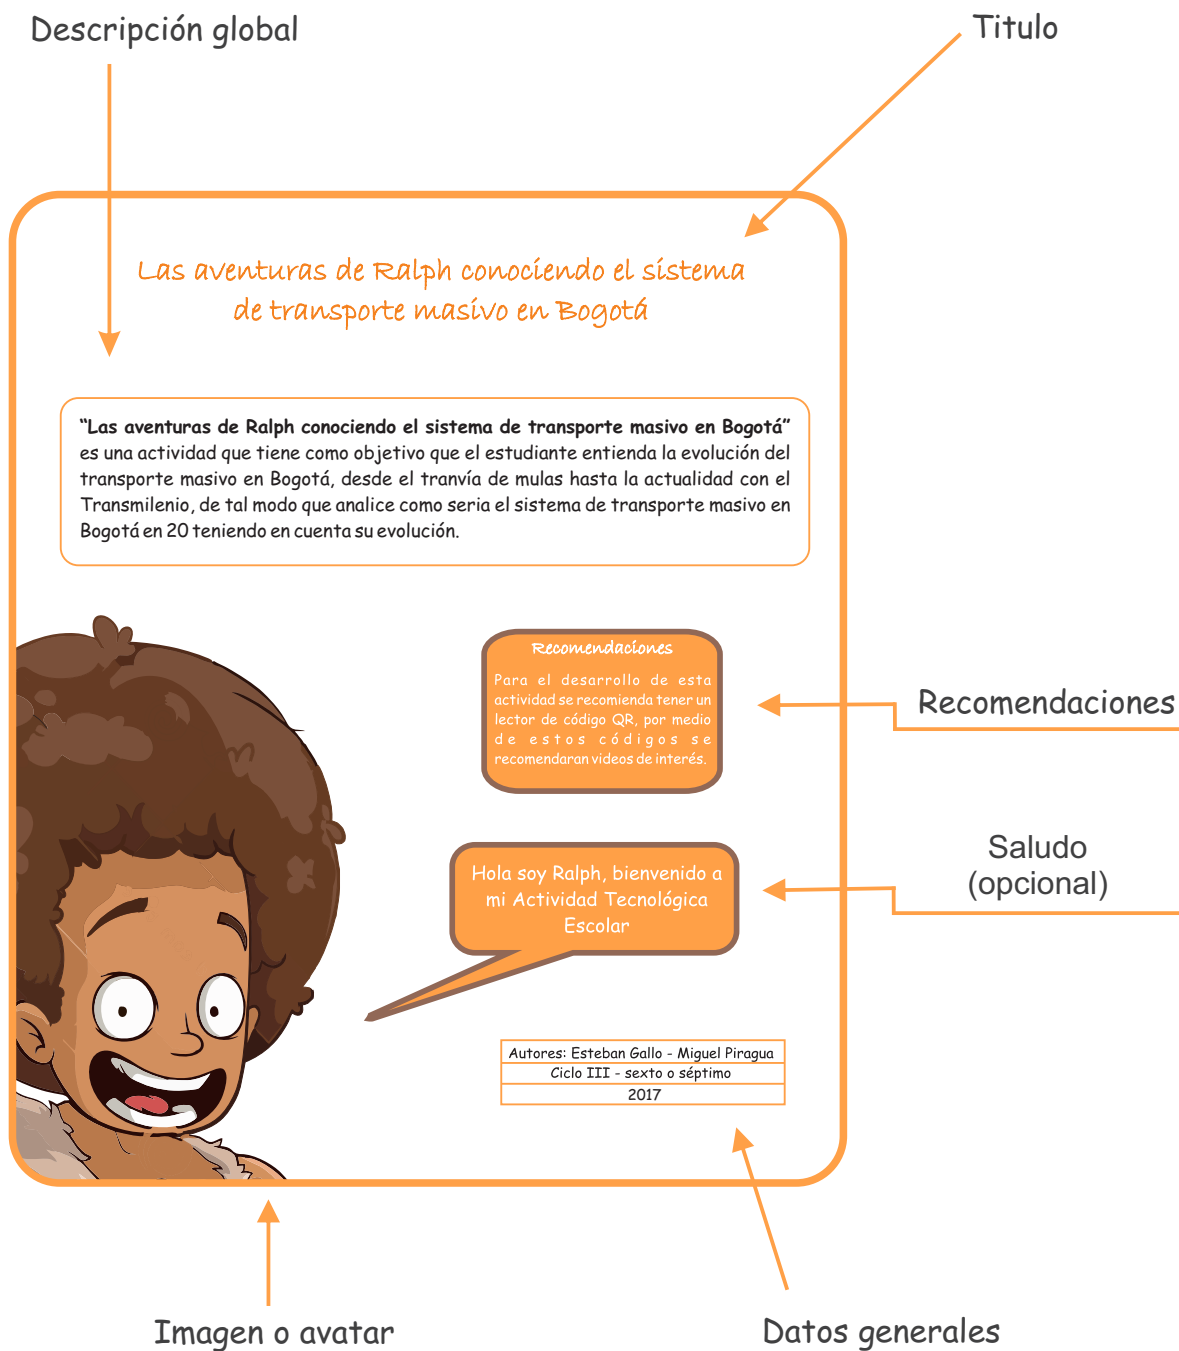 Descripción global
Titulo
Las aventuras de Ralph conociendo el sistema
de transporte masivo en Bogotá
“Las aventuras de Ralph conociendo el sistema de transporte masivo en Bogotá”
es una actividad que tiene como objetivo que el estudiante entienda la evolución del
transporte masivo en Bogotá, desde el tranvía de mulas hasta la actualidad con el
Transmilenio, de tal modo que analice como seria el sistema de transporte masivo en
Bogotá en 20 teniendo en cuenta su evolución.
Recomendaciones
Para el desarrollo de esta
actividad se recomienda tener un
lector de código QR, por medio
de estos códigos se
recomendaran videos de interés.
Recomendaciones
Hola soy Ralph, bienvenido a
mi Actividad Tecnológica
Escolar
Saludo
(opcional)
Autores: Esteban Gallo - Miguel Piragua
Ciclo III - sexto o séptimo
2017
Imagen o avatar
Datos generales